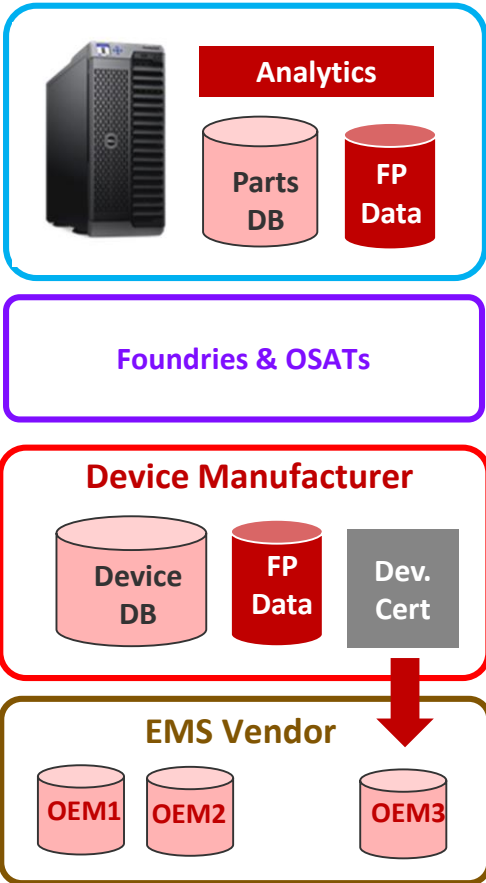 Analytics
Parts
DB
FP
Data
Foundries & OSATs
Device Manufacturer
Device
DB
FP
Data
Dev.
Cert
EMS Vendor
OEM1
OEM2
OEM3